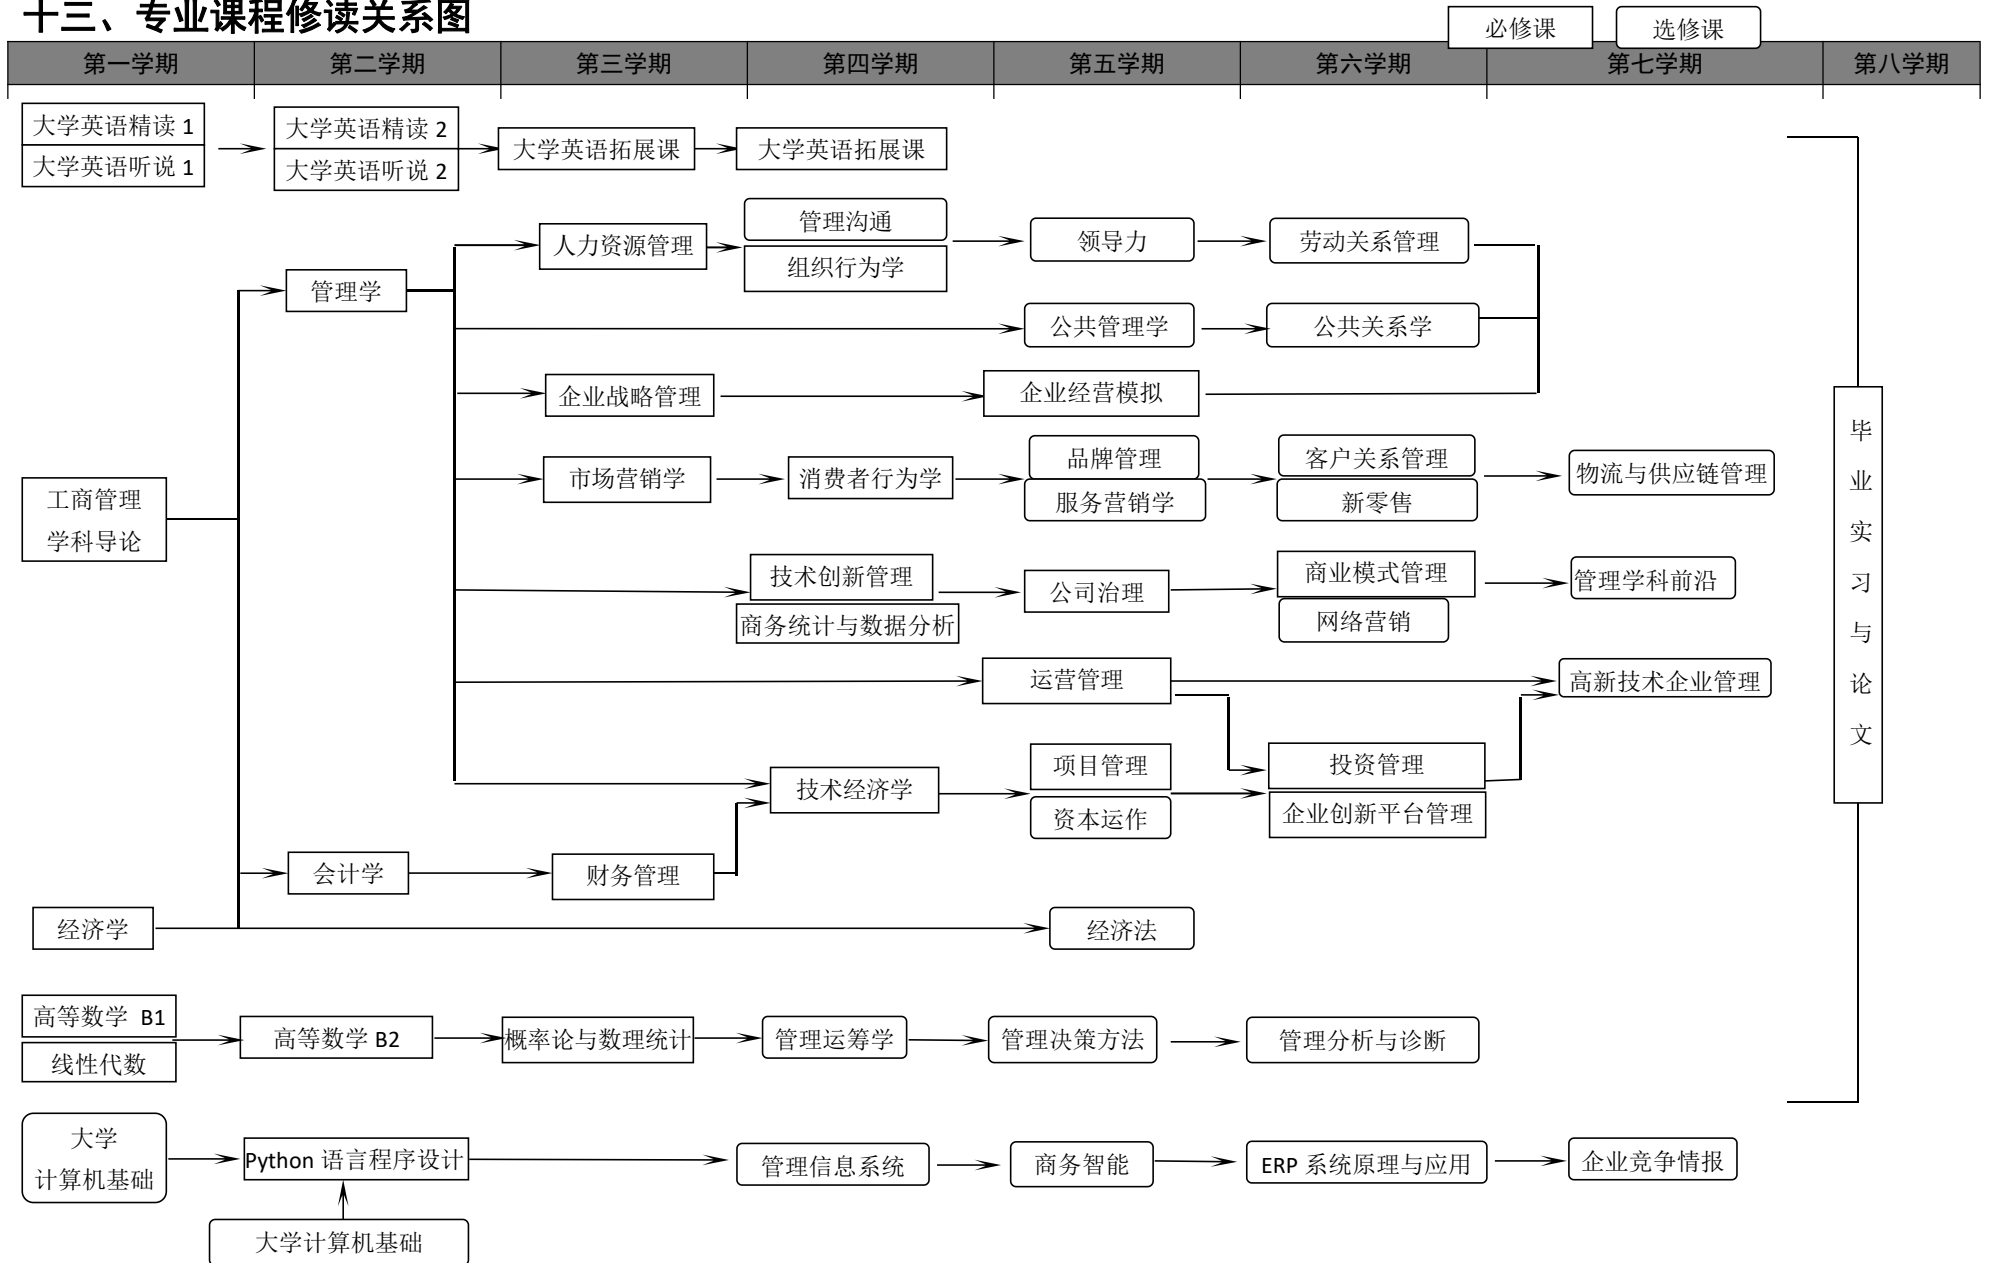 十三、专业课程修读关系图
必修课
选修课
第一学期
第二学期
第三学期
第四学期
第五学期
第六学期
第七学期
第八学期
大学英语精读 1
大学英语听说 1
大学英语精读 2
大学英语听说 2
大学英语拓展课
大学英语拓展课
人力资源管理
管理沟通
组织行为学
领导力
劳动关系管理
管理学
公共管理学
公共关系学
企业战略管理
企业经营模拟
市场营销学
消费者行为学
品牌管理
服务营销学
客户关系管理
新零售
物流与供应链管理
工商管理
学科导论
技术创新管理
商务统计与数据分析
公司治理
商业模式管理
网络营销
管理学科前沿
运营管理
高新技术企业管理
技术经济学
项目管理
资本运作
投资管理
企业创新平台管理
会计学
财务管理
经济学
经济法
高等数学 B1
线性代数
高等数学 B2
概率论与数理统计
管理运筹学
管理决策方法
管理分析与诊断
大学
计算机基础
Python 语言程序设计
管理信息系统
商务智能
ERP 系统原理与应用
企业竞争情报
大学计算机基础
毕
业
实
习
与
论
文